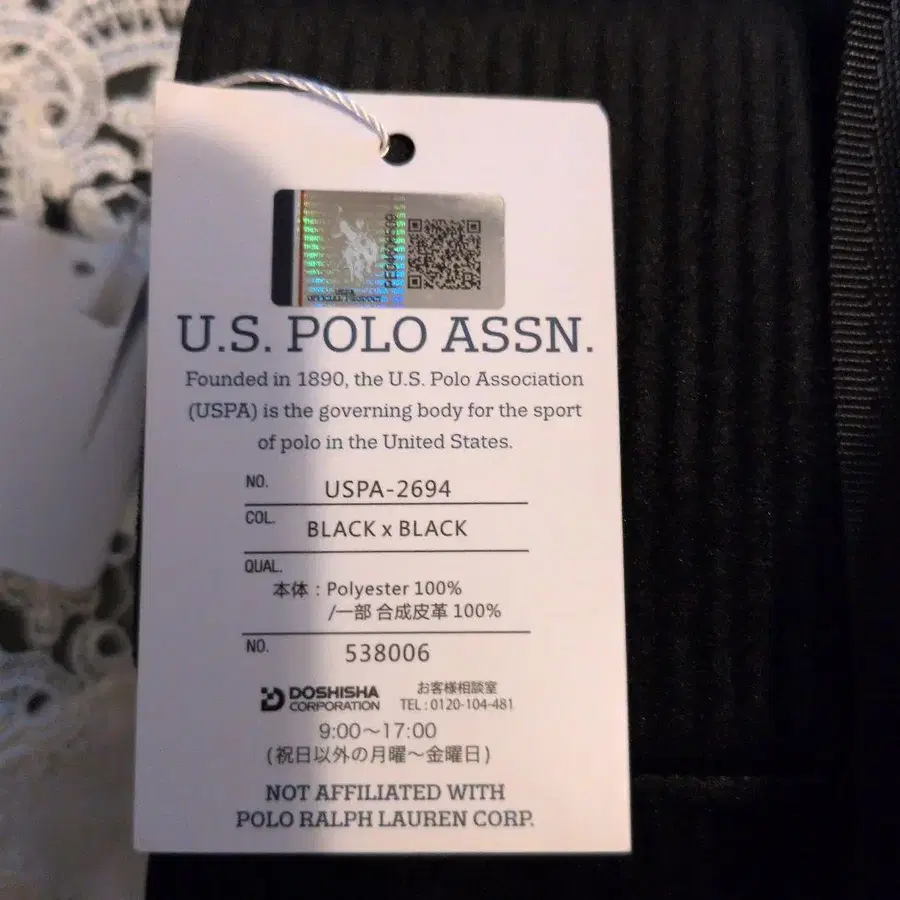 U.S. POLO ASSN.
Founded in 1890, the U.S. Polo Association
(USPA) is the governing body for the sport
of polo in the United States.
NO. USPA-2694
COL. BLACK x BLACK
QUAL.
本体 : Polyester 100%
/一部 合成皮革 100%
NO. 538006
DOSHISHA
CORPORATION
お客様相談室
TEL : 0120-104-481
9:00～17:00
(祝日以外の月曜～金曜日)
NOT AFFILIATED WITH
POLO RALPH LAUREN CORP.